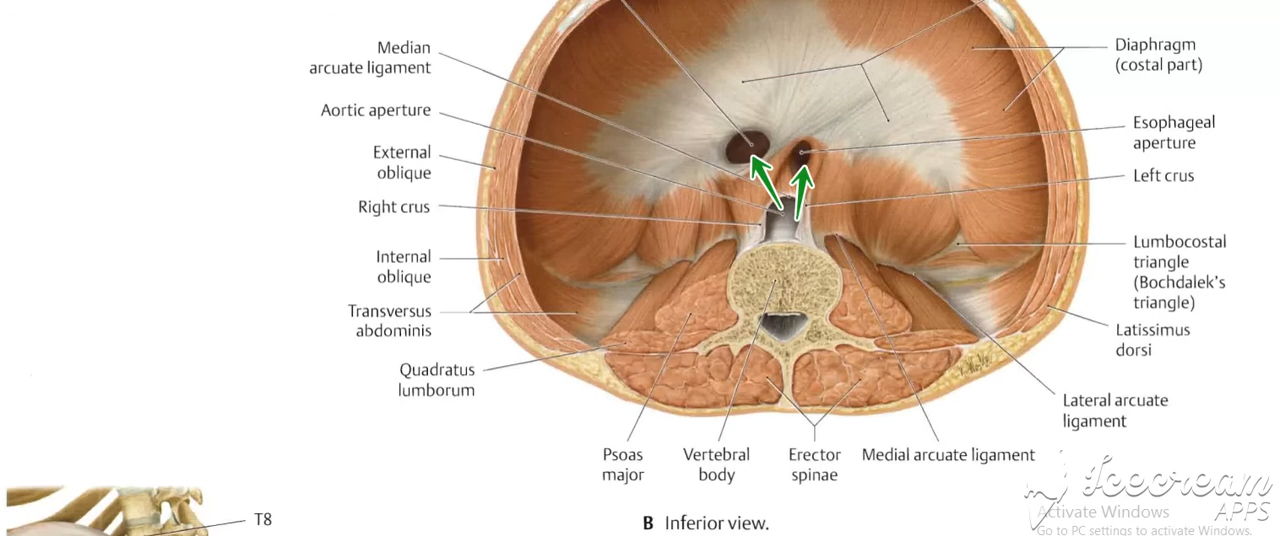 Median
arcuate ligament
Aortic aperture
External
oblique
Right crus
Internal
oblique
Transversus
abdominis
Quadratus
lumborum
Diaphragm
(costal part)
Esophageal
aperture
Left crus
Lumbocostal
triangle
(Bochdalek's
triangle)
Latissimus
dorsi
Lateral arcuate
ligament
Psoas
major
Vertebral
body
Erector
spinae
Medial arcuate ligament
B Inferior view.
T8
Icecream
APPS
Activate Windows
Go to PC settings to activate Windows.